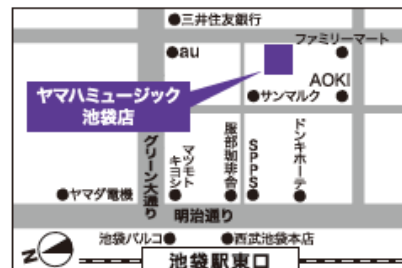 三井住友銀行
ファミリーマート
au
AOKI
ヤマハミュージック
池袋店
サンマルク
グリーン大通り
マツモト
キヨシ
服部珈琲舎
SPPS
ドンキホーテ
ヤマダ電機
明治通り
池袋パルコ
西武池袋本店
N
池袋駅東口